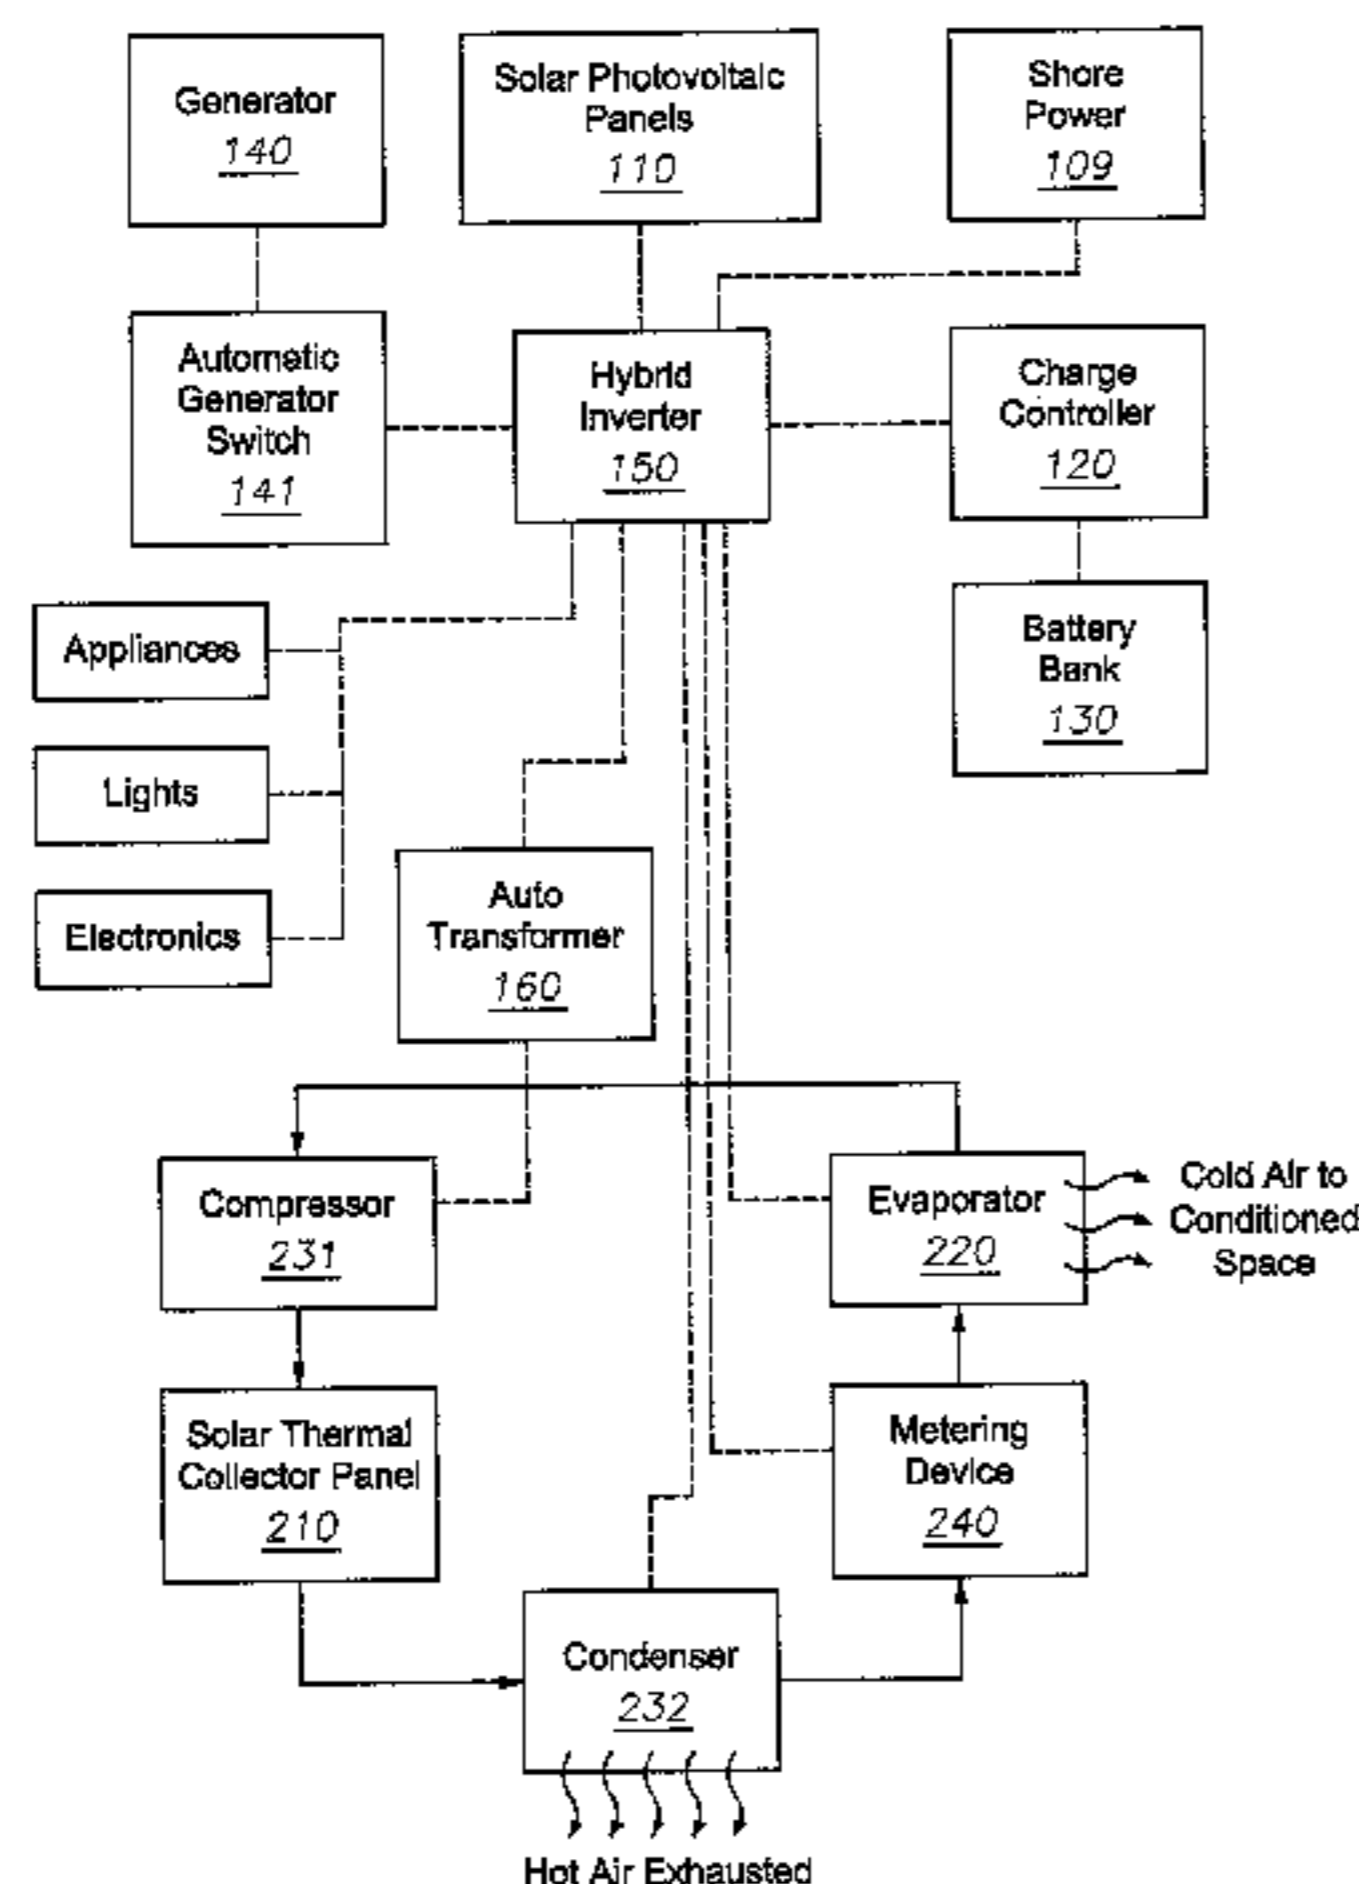 Generator
140
Solar Photovoltaic
Panels
110
Shore
Power
109
Automatic
Generator
Switch
141
Hybrid
Inverter
150
Charge
Controller
120
Appliances
Battery
Bank
130
Lights
Electronics
Auto
Transformer
160
Compressor
231
Evaporator
220
Cold Air to
Conditioned
Space
Solar Thermal
Collector Panel
210
Metering
Device
240
Condenser
232
Hot Air Exhausted